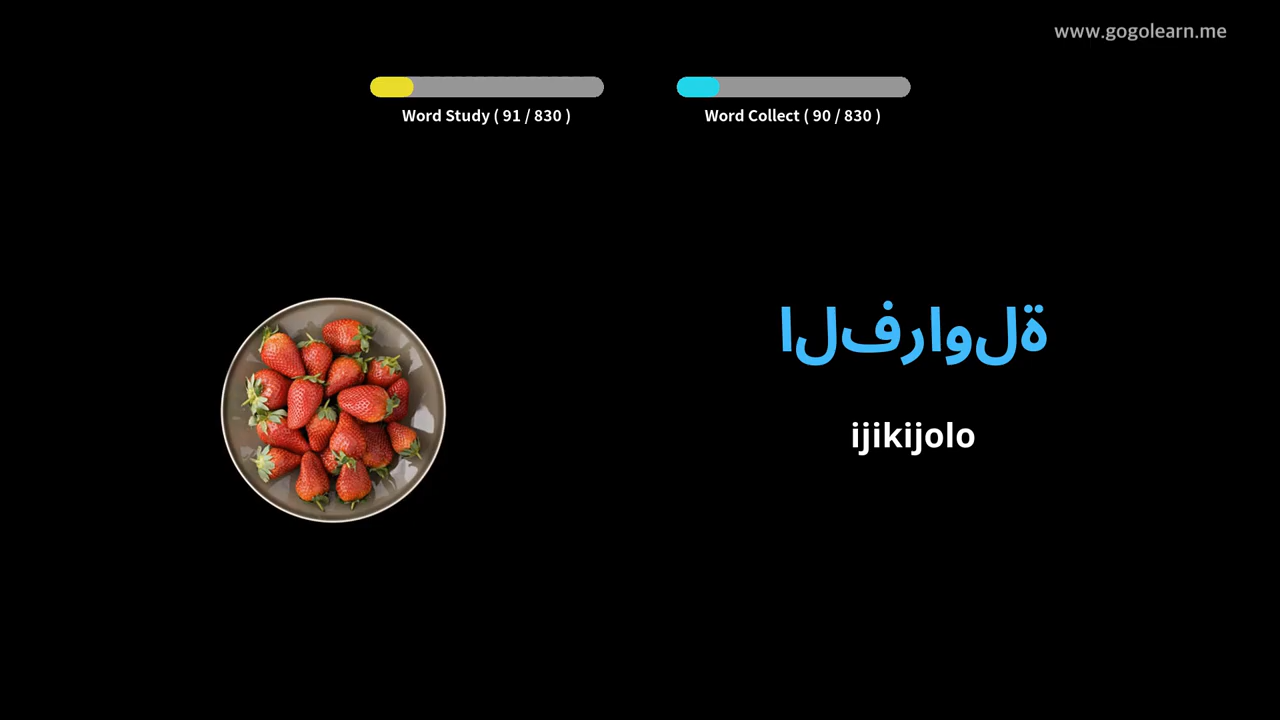 www.gogolearn.me
Word Study ( 91 / 830 )
Word Collect ( 90 / 830 )
الفراولة
ijikijolo